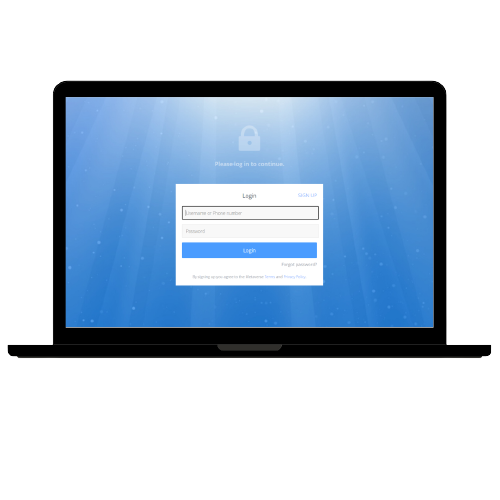 Please log in to continue.
Login
SIGN UP
Username or Phone number
Password
Login
Forgot password?
By signing up you agree to the Webserver Terms and Privacy Policy